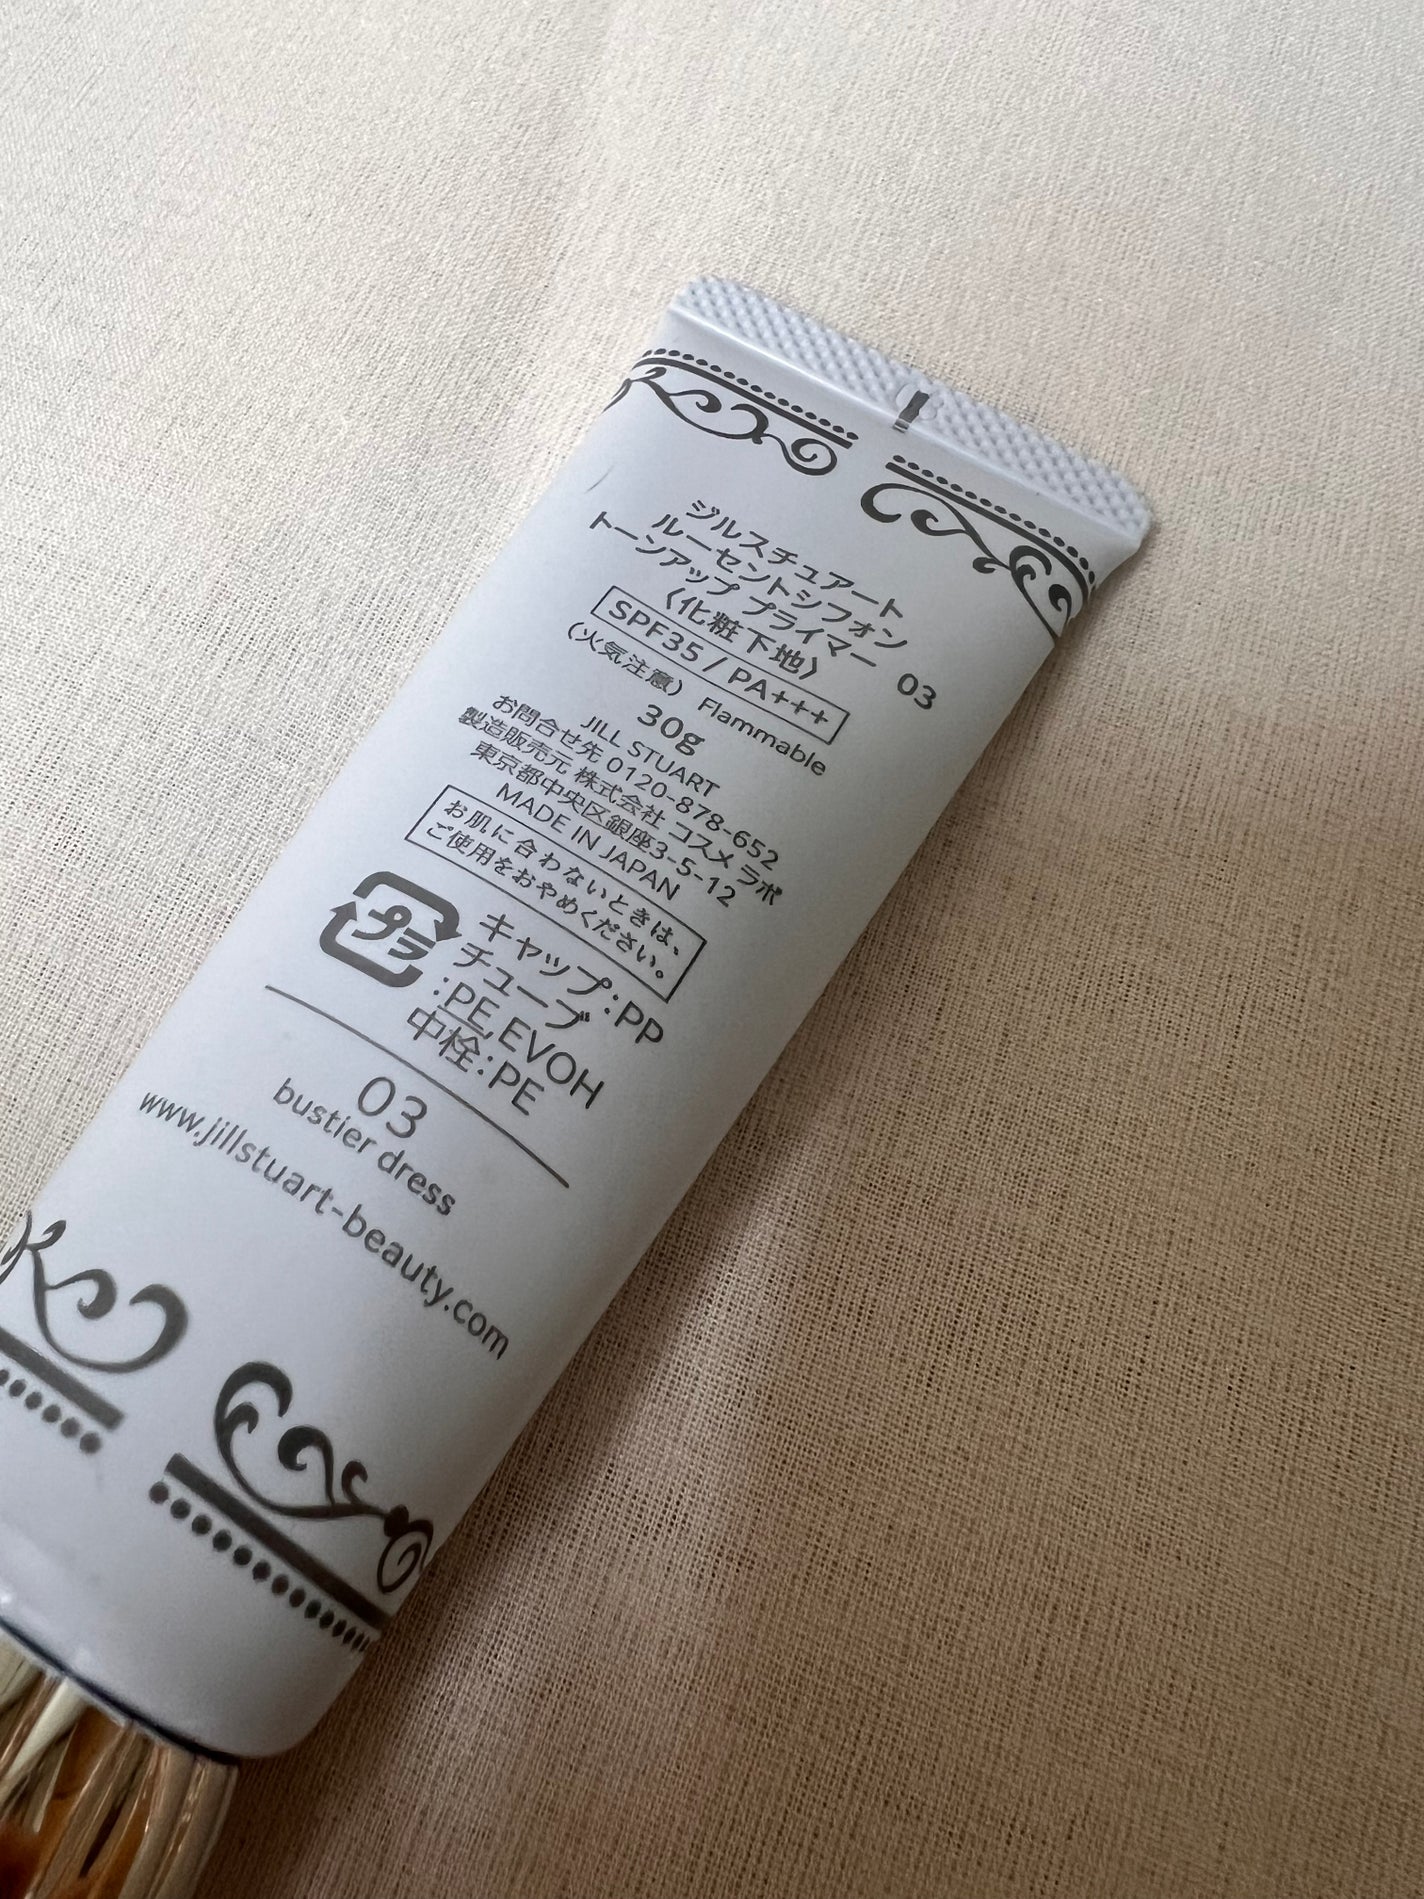 ジルスチュアート
ルーセントシフォン
トーンアップ プライマー 03
〈化粧下地〉
SPF35 / PA+++
(火気注意) Flammable
30g
JILL STUART
お問合せ先 0120-878-652
製造販売元 株式会社 コスメ ラボ
東京都中央区銀座3-5-12
MADE IN JAPAN
お肌に合わないときは、
ご使用をおやめください。
プラ
キャップ:PP
チューブ
:PE,EVOH
中栓:PE
03
bustier dress
www.jillstuart-beauty.com